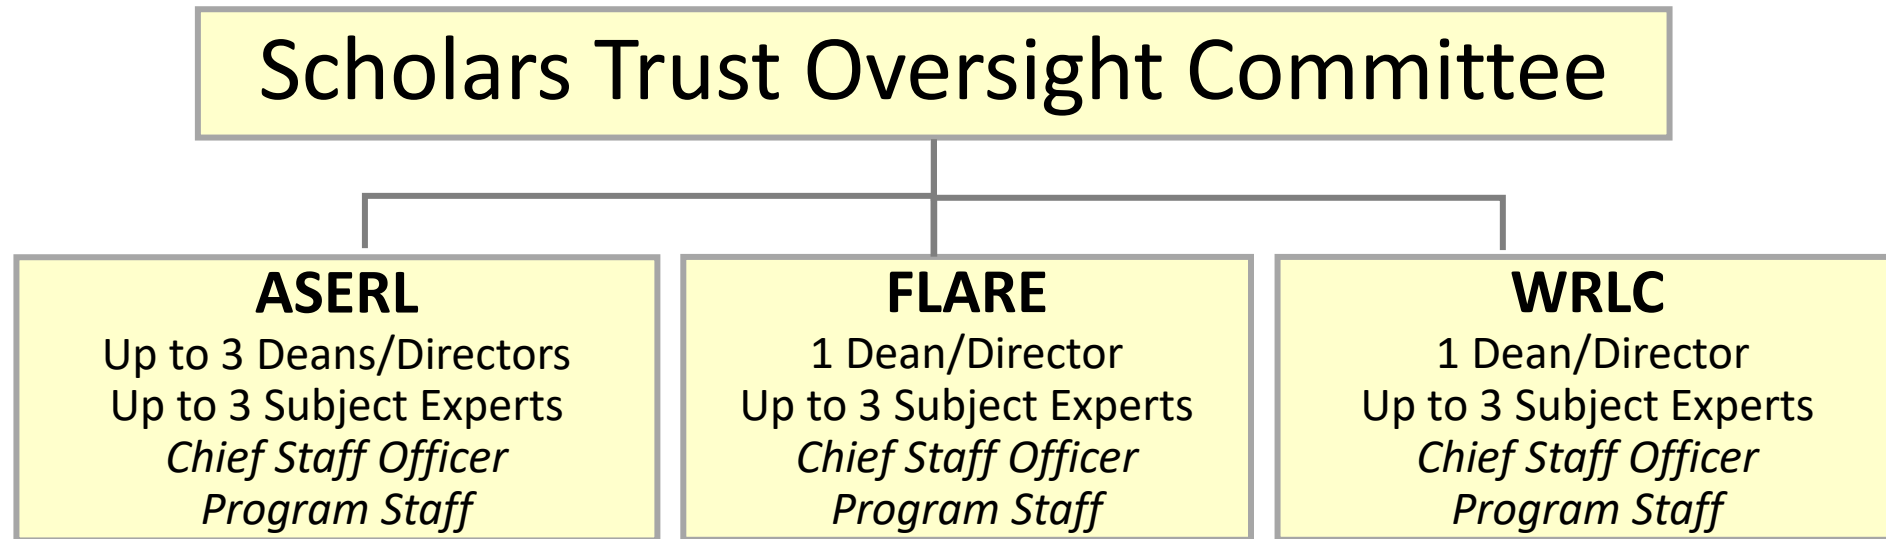 Scholars Trust Oversight Committee
ASERL
Up to 3 Deans/Directors
Up to 3 Subject Experts
Chief Staff Officer
Program Staff
FLARE
1 Dean/Director
Up to 3 Subject Experts
Chief Staff Officer
Program Staff
WRLC
1 Dean/Director
Up to 3 Subject Experts
Chief Staff Officer
Program Staff